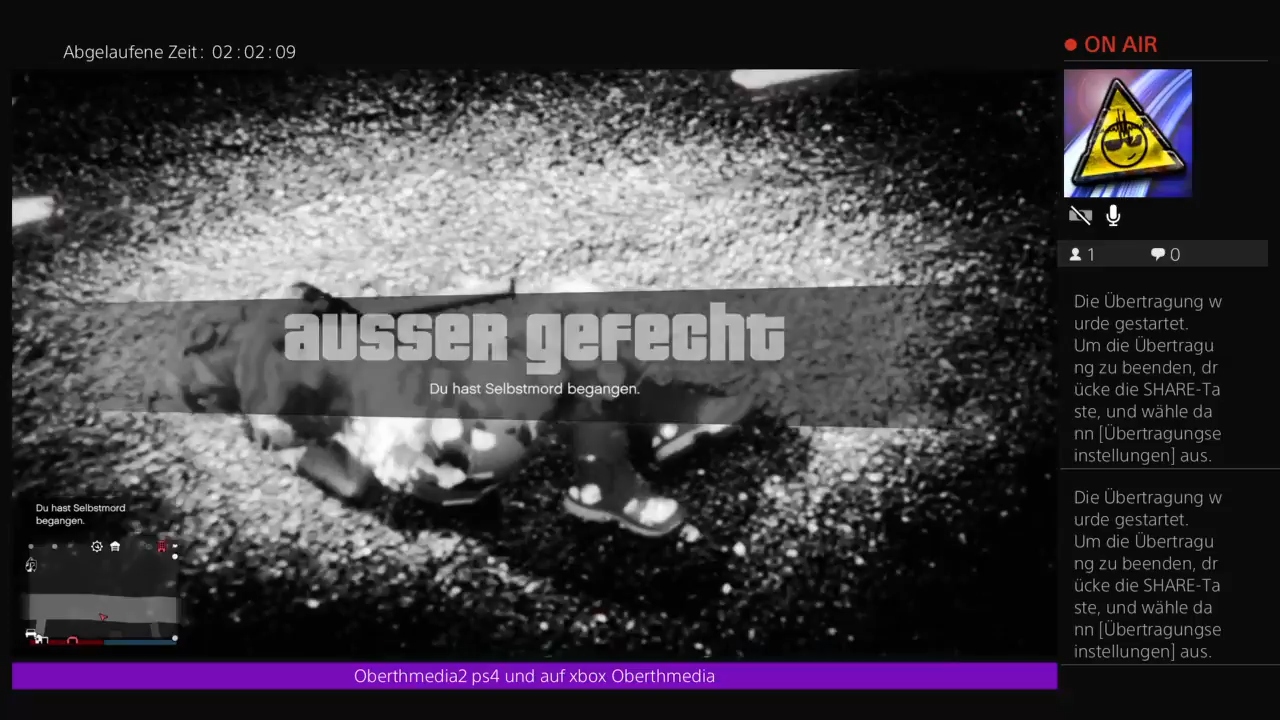 Abgelaufene Zeit: 02:02:09
ON AIR
1 0
ausser gefecht
Du hast Selbstmord begangen.
Du hast Selbstmord
begangen.
Die Übertragung w
urde gestartet.
Um die Übertragu
ng zu beenden, dr
ücke die SHARE-Ta
ste, und wähle da
nn [Übertragungse
instellungen] aus.
Die Übertragung w
urde gestartet.
Um die Übertragu
ng zu beenden, dr
ücke die SHARE-Ta
ste, und wähle da
nn [Übertragungse
instellungen] aus.
Oberthmedia2 ps4 und auf xbox Oberthmedia